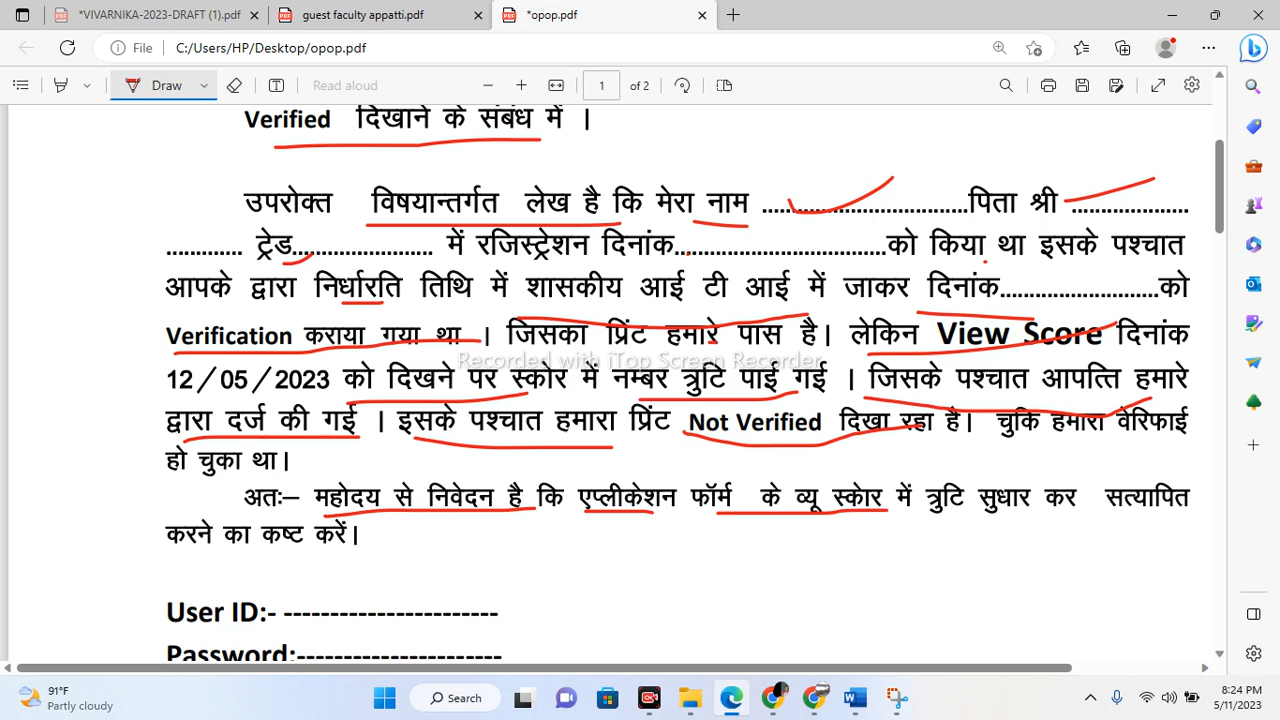 *VIVARNIKA-2023-DRAFT (1).pdf
guest faculty appatti.pdf
*opop.pdf
File C:/Users/HP/Desktop/opop.pdf
Draw
Read aloud
1 of 2
Verified दिखाने के संबंध में ।
उपरोक्त विषयान्तर्गत लेख है कि मेरा नाम ....................................पिता श्री ....................
............. ट्रेड........................ में रजिस्ट्रेशन दिनांक....................................को किया था इसके पश्चात
आपके द्वारा निर्धारति तिथि में शासकीय आई टी आई में जाकर दिनांक...........................को
Verification कराया गया था । जिसका प्रिंट हमारे पास है। लेकिन View Score दिनांक
Recorded with iTop Screen Recorder
12/05/2023 को दिखने पर स्कोर में नम्बर त्रुटि पाई गई । जिसके पश्चात आपत्ति हमारे
द्वारा दर्ज की गई । इसके पश्चात हमारा प्रिंट Not Verified दिखा रहा है। चुकि हमारा वेरिफाई
हो चुका था।
अतः– महोदय से निवेदन है कि एप्लीकेशन फॉर्म के व्यू स्कोर में त्रुटि सुधार कर सत्यापित
करने का कष्ट करें।
User ID:- -----------------------
Password:----------------------
91°F
Partly cloudy
Search
8:24 PM
5/11/2023